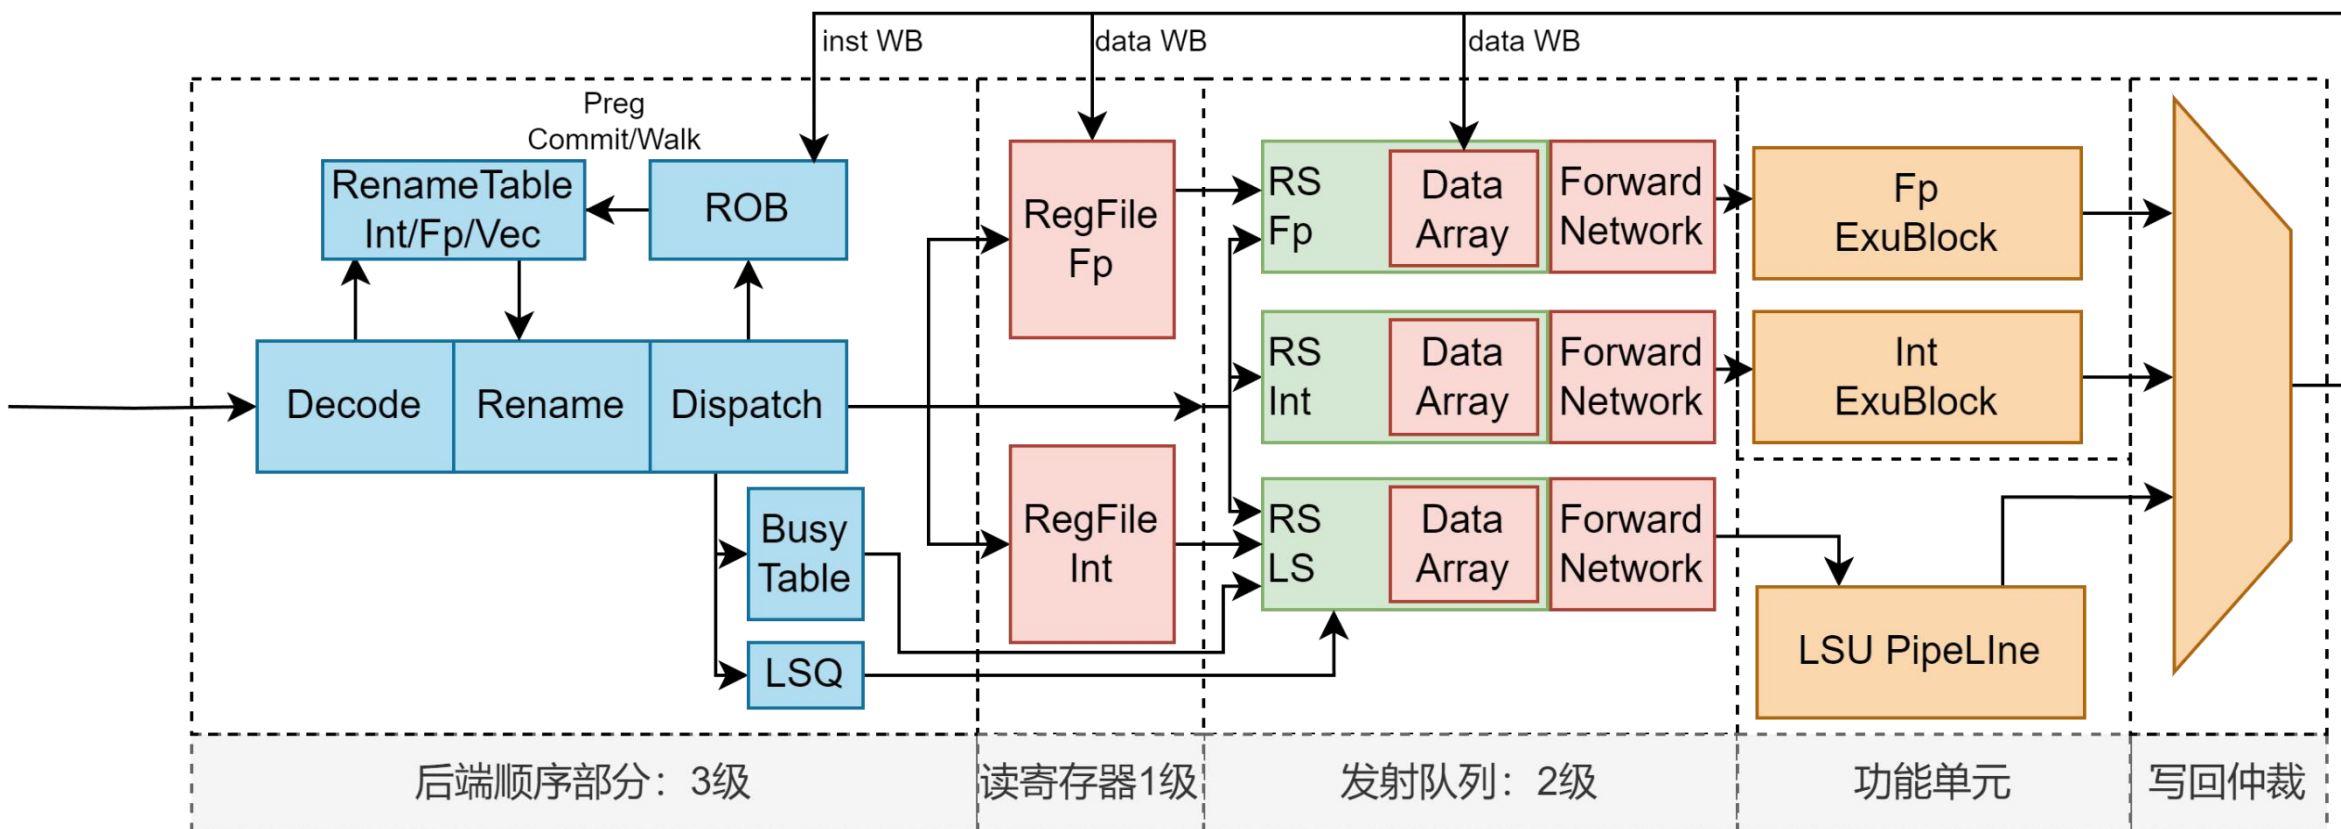 inst WB
data WB
data WB
Preg
Commit/Walk
RenameTable
Int/Fp/Vec
ROB
Decode
Rename
Dispatch
Busy
Table
LSQ
RegFile
Fp
RegFile
Int
RS
Fp
Data
Array
Forward
Network
RS
Int
Data
Array
Forward
Network
RS
LS
Data
Array
Forward
Network
Fp
ExuBlock
Int
ExuBlock
LSU PipeLIne
后端顺序部分：3级
读寄存器1级
发射队列：2级
功能单元
写回仲裁